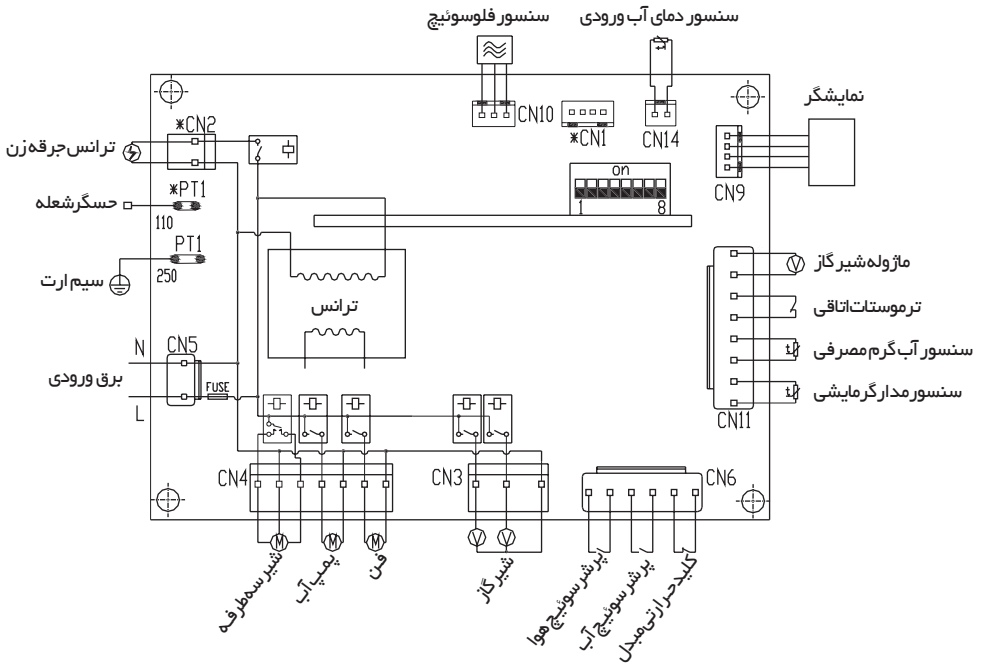 سنسور فلوسوئیچ
سنسور دمای آب ورودی
نمایشگر
CN10
*CN1
CN14
CN9
*CN2
ترانس جرقه زن
on
1 8
*PT1
حسگر شعله
110
PT1
250
سیم ارت
ترانس
ماژوله شیر گاز
ترموستات اتاقی
سنسور آب گرم مصرفی
سنسور مدار گرمایشی
t
t
CN11
N
CN5
برق ورودی
FUSE
L
CN4
CN3
CN6
M
M
M
V
V
V
شیر سه طرفه
پمپ آب
فن
شیر گاز
پرشر سوئیچ هوا
پرشر سوئیچ آب
کلید حرارتی مبدل